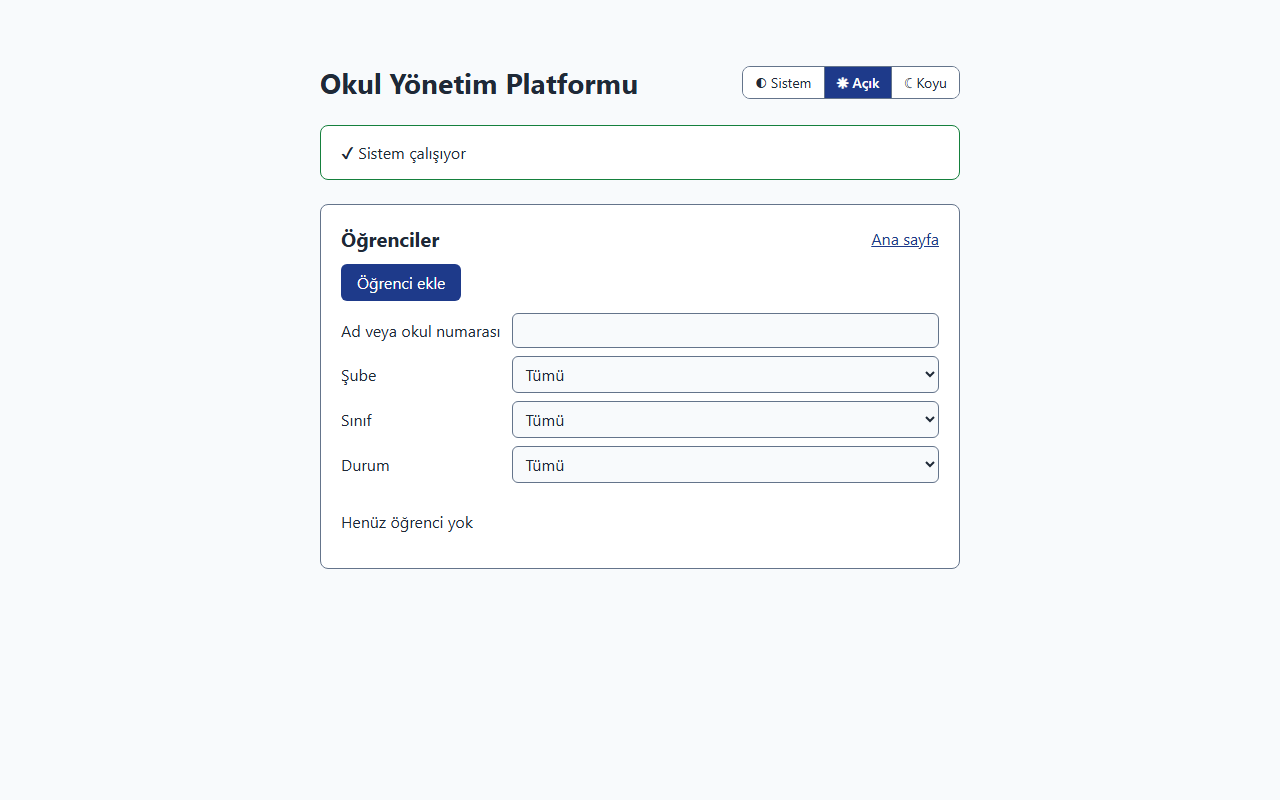 Okul Yönetim Platformu
◐ Sistem ❋ Açık ☾ Koyu
✓ Sistem çalışıyor
Öğrenciler Ana sayfa
Öğrenci ekle
Ad veya okul numarası
Şube Tümü
Sınıf Tümü
Durum Tümü
Henüz öğrenci yok